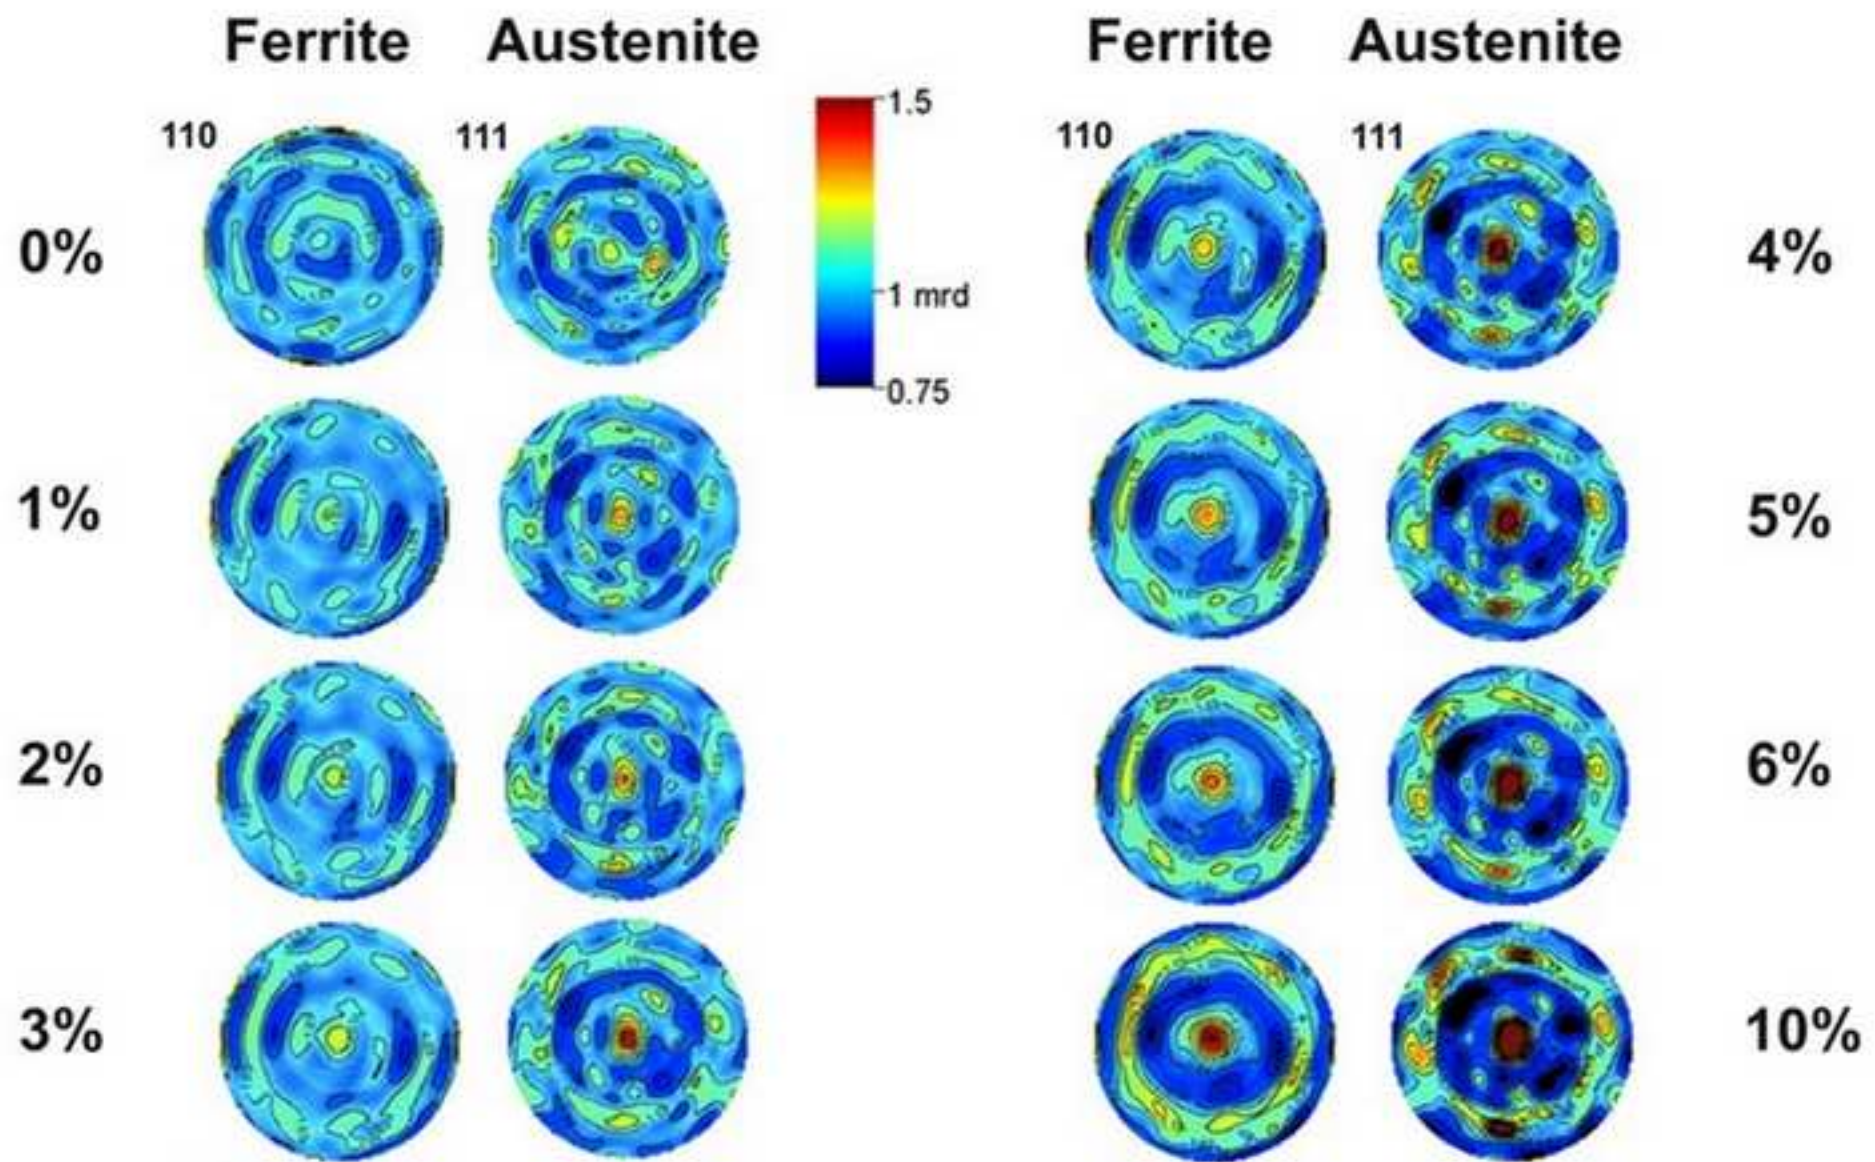 Ferrite Austenite Ferrite Austenite
110 111 1.5 110 111
0% 4%
1 mrd
0.75
1% 5%
2% 6%
3% 10%